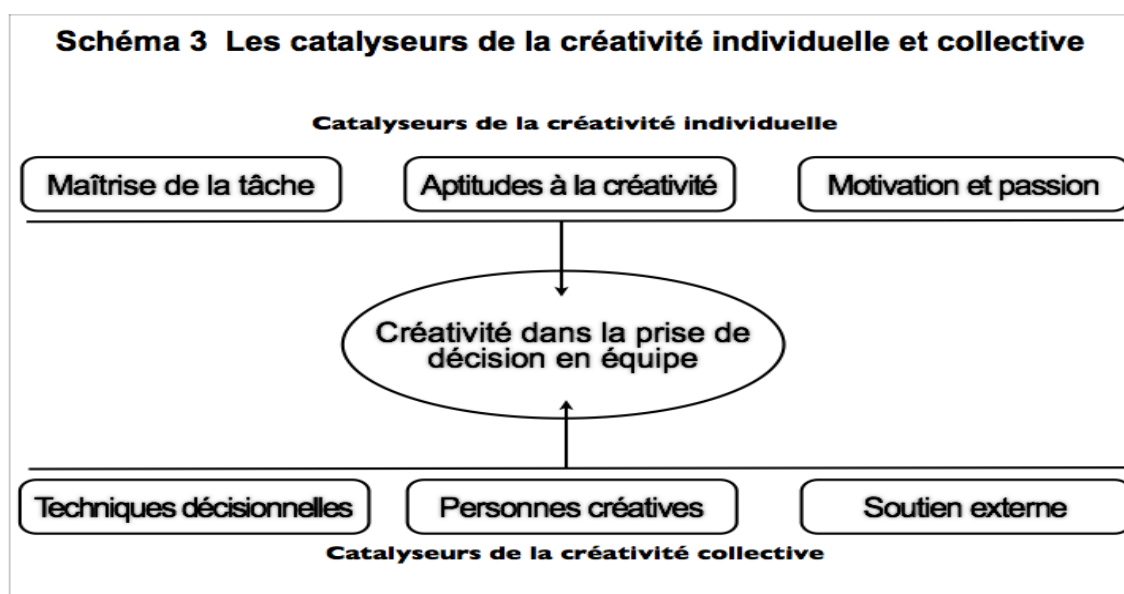 Schéma 3  Les catalyseurs de la créativité individuelle et collective
Catalyseurs de la créativité individuelle
Maîtrise de la tâche
Aptitudes à la créativité
Motivation et passion
Créativité dans la prise de
décision en équipe
Techniques décisionnelles
Personnes créatives
Soutien externe
Catalyseurs de la créativité collective